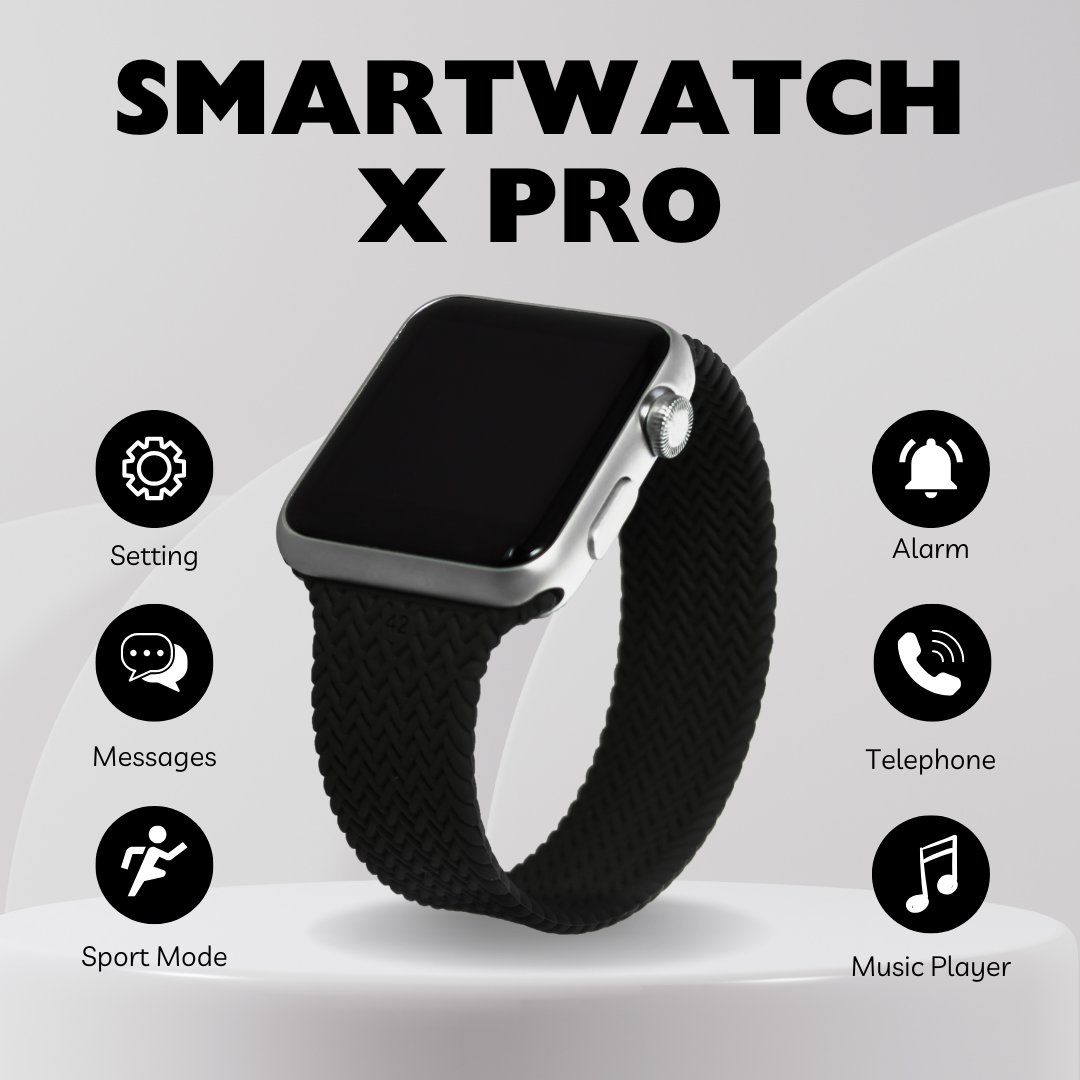 SMARTWATCH
X PRO
Setting
Alarm
42
Messages
Telephone
Sport Mode
Music Player